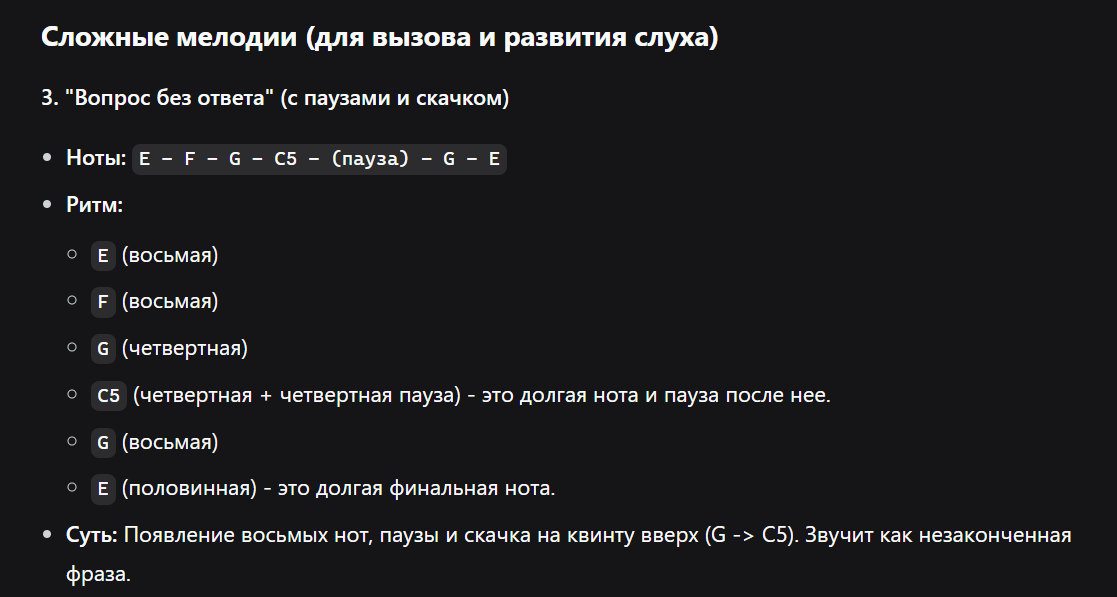 Сложные мелодии (для вызова и развития слуха)
3. "Вопрос без ответа" (с паузами и скачком)
• Ноты: E – F – G – C5 – (пауза) – G – E
• Ритм:
○ E (восьмая)
○ F (восьмая)
○ G (четвертная)
○ C5 (четвертная + четвертная пауза) - это долгая нота и пауза после нее.
○ G (восьмая)
○ E (половинная) - это долгая финальная нота.
• Суть: Появление восьмых нот, паузы и скачка на квинту вверх (G -> C5). Звучит как незаконченная
фраза.